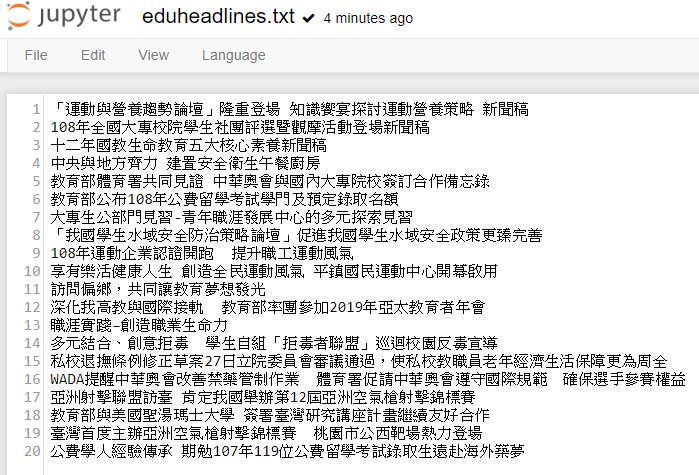 jupyter eduheadlines.txt ✔ 4 minutes ago
File Edit View Language
1 「運動與營養趨勢論壇」隆重登場 知識饗宴探討運動營養策略 新聞稿
2 108年全國大專校院學生社團評選暨觀摩活動登場新聞稿
3 十二年國教生命教育五大核心素養新聞稿
4 中央與地方齊力 建置安全衛生午餐廚房
5 教育部體育署共同見證 中華奧會與國內大專院校簽訂合作備忘錄
6 教育部公布108年公費留學考試學門及預定錄取名額
7 大專生公部門見習-青年職涯發展中心的多元探索見習
8 「我國學生水域安全防治策略論壇」促進我國學生水域安全政策更臻完善
9 108年運動企業認證開跑　提升職工運動風氣
10 享有樂活健康人生 創造全民運動風氣 平鎮國民運動中心開幕啟用
11 訪問偏鄉，共同讓教育夢想發光
12 深化我高教與國際接軌　教育部率團參加2019年亞太教育者年會
13 職涯實踐-創造職業生命力
14 多元結合、創意拒毒　學生自組「拒毒者聯盟」巡迴校園反毒宣導
15 私校退撫條例修正草案27日立院委員會審議通過，使私校教職員老年經濟生活保障更為周全
16 WADA提醒中華奧會改善禁藥管制作業　體育署促請中華奧會遵守國際規範　確保選手參賽權益
17 亞洲射擊聯盟訪臺 肯定我國舉辦第12屆亞洲空氣槍射擊錦標賽
18 教育部與美國聖湯瑪士大學 簽署臺灣研究講座計畫繼續友好合作
19 臺灣首度主辦亞洲空氣槍射擊錦標賽　桃園市公西靶場熱力登場
20 公費學人經驗傳承 期勉107年119位公費留學考試錄取生遠赴海外築夢